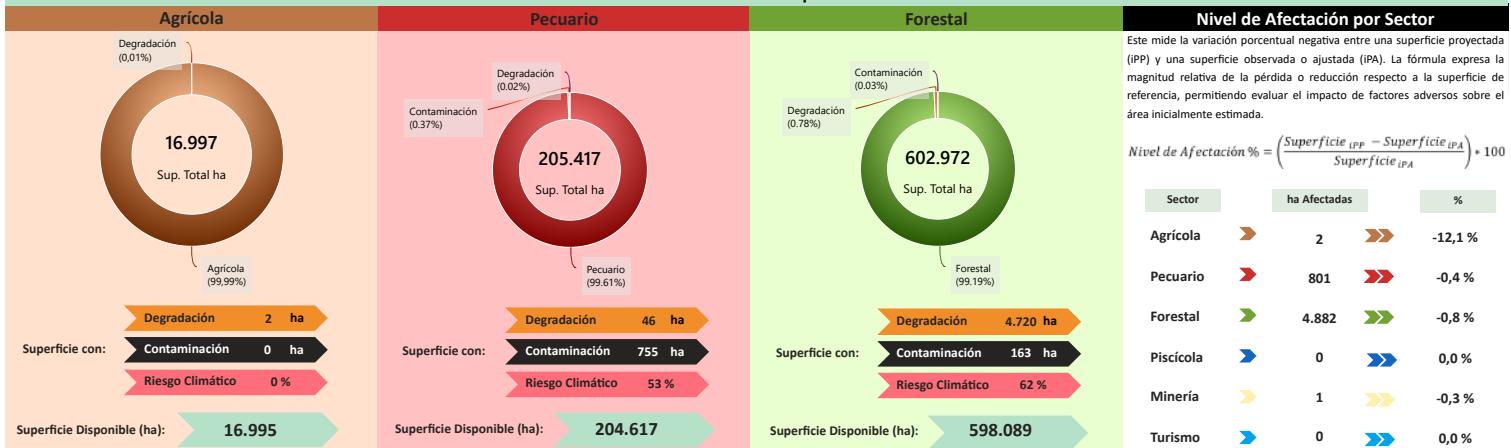 Agrícola
Degradación
(0,01%)
16.997
Sup. Total ha
Agrícola
(99,99%)
Superficie con:
Degradación 2 ha
Contaminación 0 ha
Riesgo Climático 0 %
Superficie Disponible (ha): 16.995
Pecuario
Degradación
(0.02%)
Contaminación
(0.37%)
205.417
Sup. Total ha
Pecuario
(99.61%)
Superficie con:
Degradación 46 ha
Contaminación 755 ha
Riesgo Climático 53 %
Superficie Disponible (ha): 204.617
Forestal
Contaminación
(0.03%)
Degradación
(0.78%)
602.972
Sup. Total ha
Forestal
(99.19%)
Superficie con:
Degradación 4.720 ha
Contaminación 163 ha
Riesgo Climático 62 %
Superficie Disponible (ha): 598.089
Nivel de Afectación por Sector
Este mide la variación porcentual negativa entre una superficie proyectada
(iPP) y una superficie observada o ajustada (iPA). La fórmula expresa la
magnitud relativa de la pérdida o reducción respecto a la superficie de
referencia, permitiendo evaluar el impacto de factores adversos sobre el
área inicialmente estimada.
Nivel de Afectación % = (Superficie iPP − Superficie iPA / Superficie iPA) * 100
Sector ha Afectadas %
Agrícola 2 -12,1 %
Pecuario 801 -0,4 %
Forestal 4.882 -0,8 %
Piscícola 0 0,0 %
Minería 1 -0,3 %
Turismo 0 0,0 %